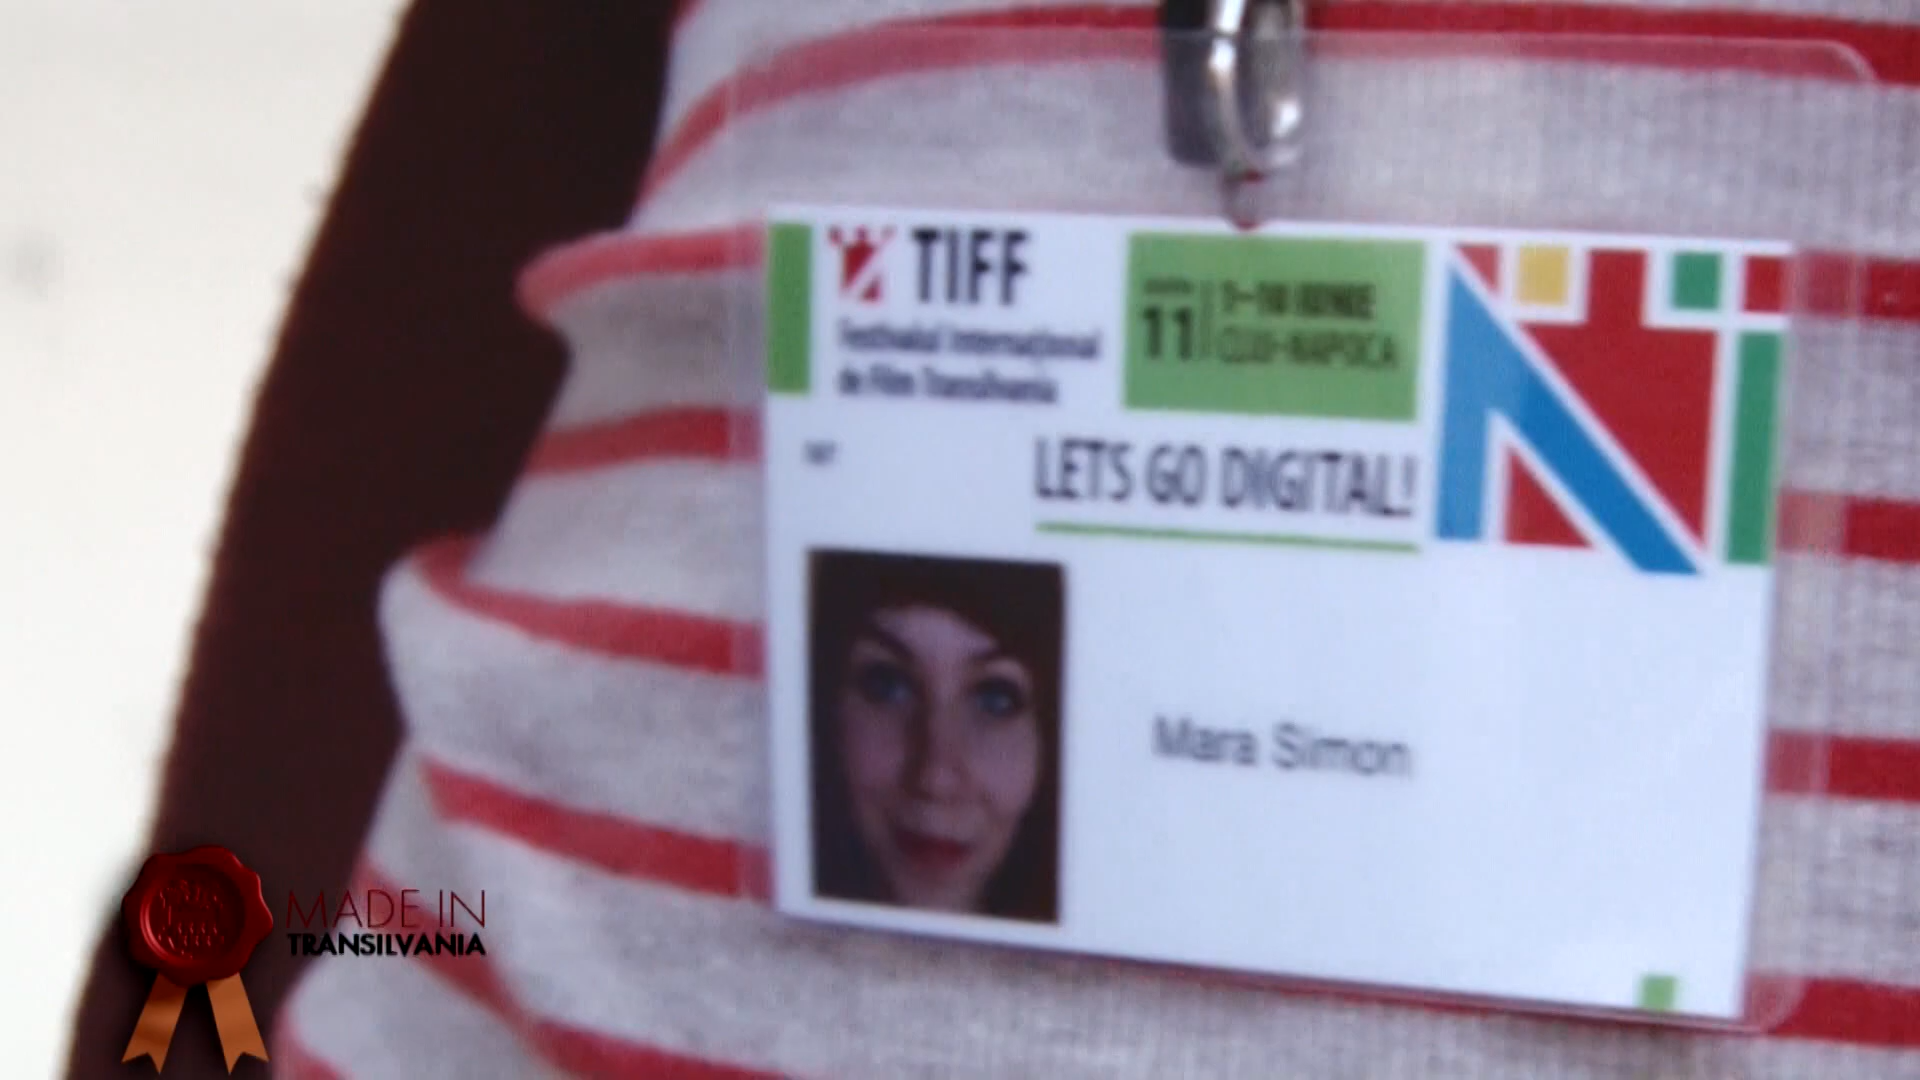 TIFF
Festivalul Internațional
de Film Transilvania
11
1-10 IUNIE
CLUJ-NAPOCA
LETS GO DIGITAL!
Mara Simon
MADE IN
TRANSILVANIA